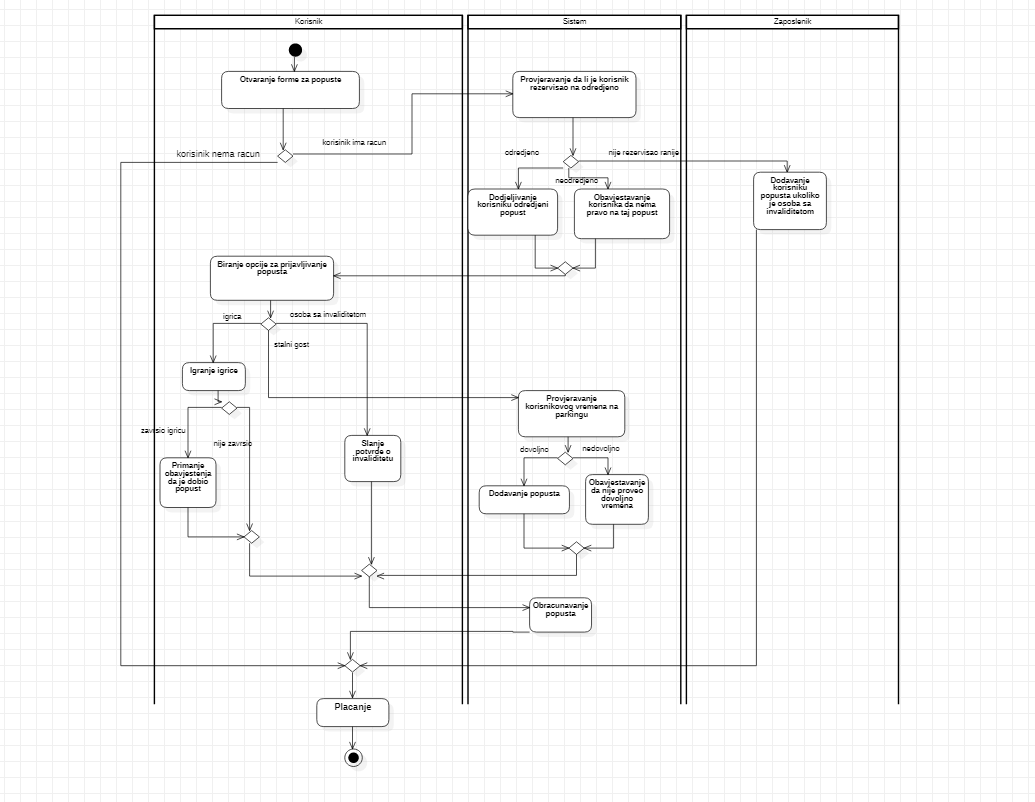 Korisnik
Sistem
Zaposlenik
Otvaranje forme za popuste
Provjeravanje da li je korisnik
rezervisao na odredjeno
korisinik ima racun
korisinik nema racun
odredjeno
nije rezervisao ranije
neodredjeno
Dodjeljivanje
korisniku odredjeni
popust
Obavjestavanje
korisnika da nema
pravo na taj popust
Dodavanje
korisniku
popusta ukoliko
je osoba sa
invaliditetom
Biranje opcije za prijavljivanje
popusta
igrica
osoba sa invaliditetom
stalni gost
Igranje igrice
Provjeravanje
korisnikovog vremena na
parkingu
zavrsio igricu
nije zavrsio
Slanje
potvrde o
invaliditetu
dovoljno
nedovoljno
Primanje
obavjestenja
da je dobio
popust
Dodavanje popusta
Obavjestavanje
da nije proveo
dovoljno
vremena
Obracunavanje
popusta
Placanje